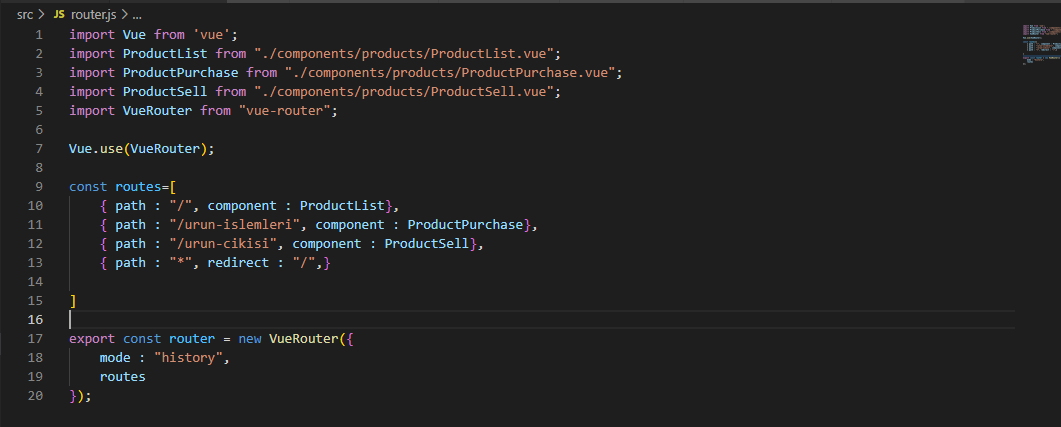 src > JS router.js > ...
1 import Vue from 'vue';
2 import ProductList from "./components/products/ProductList.vue";
3 import ProductPurchase from "./components/products/ProductPurchase.vue";
4 import ProductSell from "./components/products/ProductSell.vue";
5 import VueRouter from "vue-router";
6
7 Vue.use(VueRouter);
8
9 const routes=[
10     { path : "/", component : ProductList},
11     { path : "/urun-islemleri", component : ProductPurchase},
12     { path : "/urun-cikisi", component : ProductSell},
13     { path : "*", redirect : "/",}
14
15 ]
16
17 export const router = new VueRouter({
18     mode : "history",
19     routes
20 });